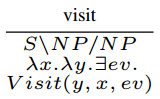 visit
S\NP/NP
λx.λy.∃ev.
Visit(y, x, ev)